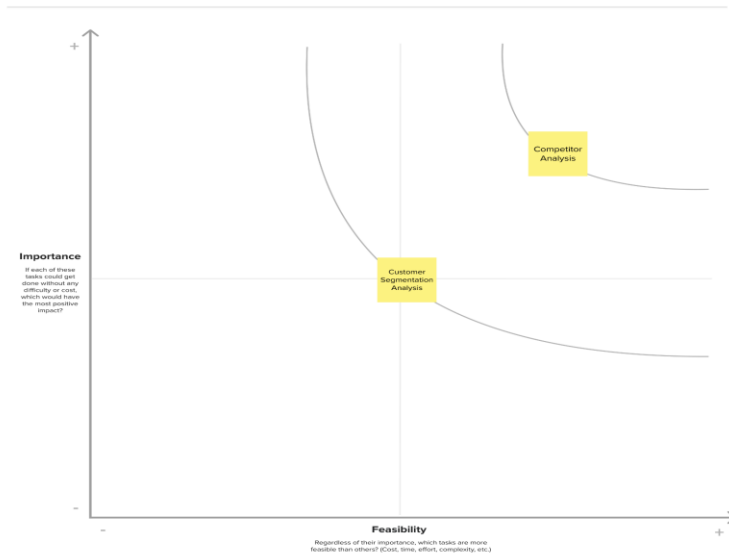 +
Competitor
Analysis
Importance
If each of these
tasks could get
done without any
difficulty or cost,
which would have
the most positive
impact?
Customer
Segmentation
Analysis
-
-
Feasibility
+
Regardless of their importance, which tasks are more
feasible than others? (Cost, time, effort, complexity, etc.)